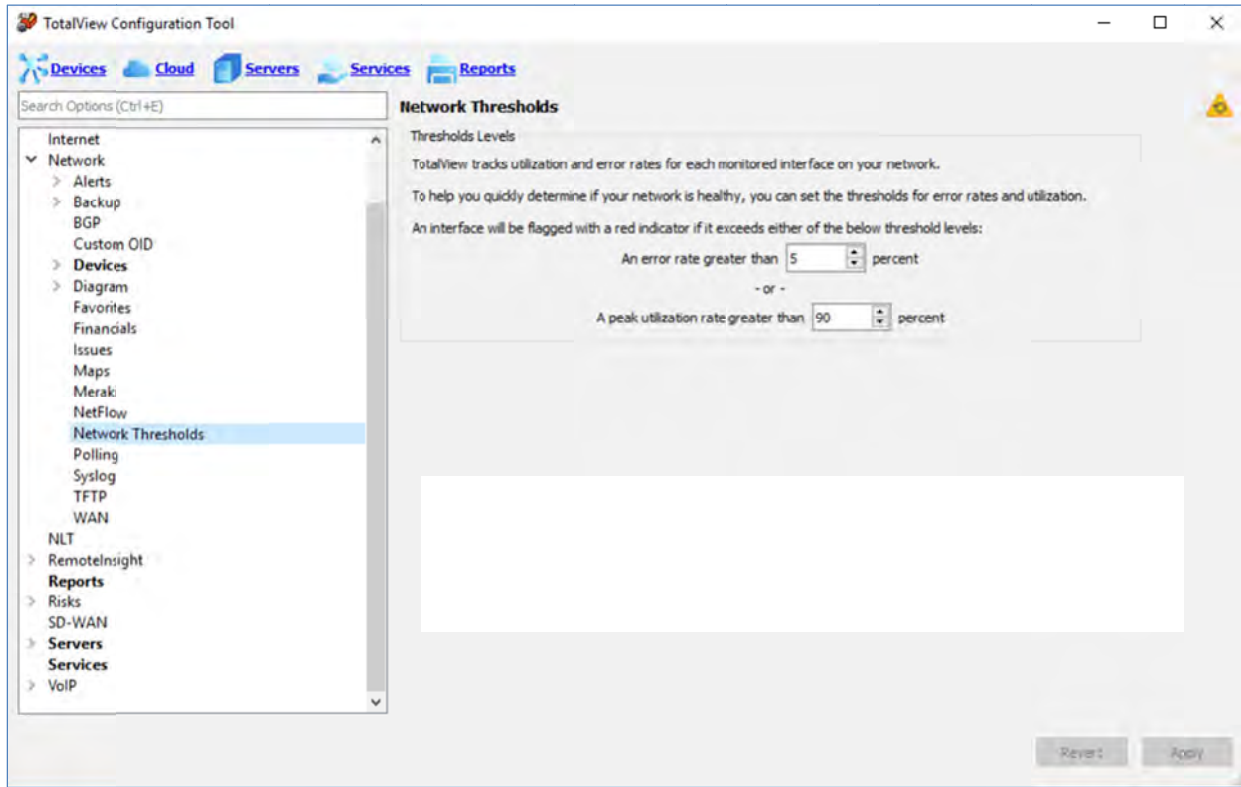 TotalView Configuration Tool
Devices Cloud Servers Services Reports
Search Options (Ctrl+E)
Internet
Network
Alerts
Backup
BGP
Custom OID
Devices
Diagram
Favorites
Financials
Issues
Maps
Meraki
NetFlow
Network Thresholds
Polling
Syslog
TFTP
WAN
NLT
RemoteInsight
Reports
Risks
SD-WAN
Servers
Services
VoIP
Network Thresholds
Thresholds Levels
TotalView tracks utilization and error rates for each monitored interface on your network.
To help you quickly determine if your network is healthy, you can set the thresholds for error rates and utilization.
An interface will be flagged with a red indicator if it exceeds either of the below threshold levels:
An error rate greater than 5 percent
- or -
A peak utilization rate greater than 90 percent
Revert Apply